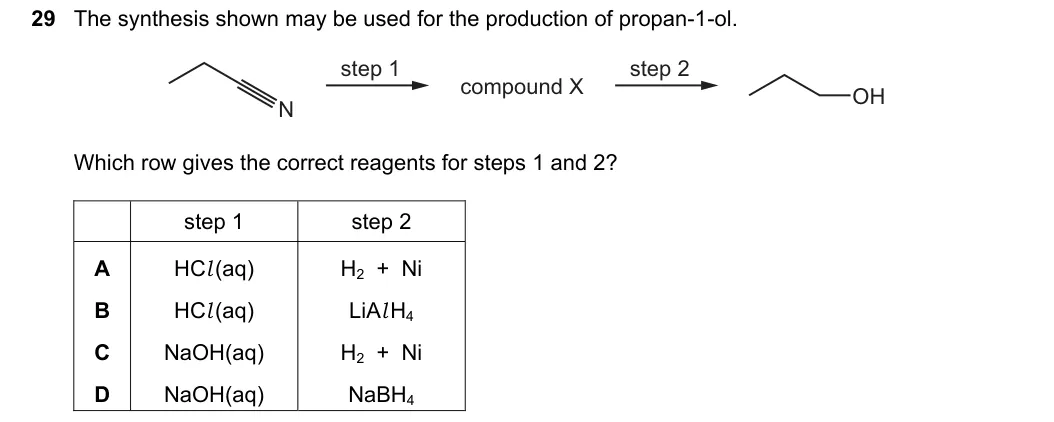 29 The synthesis shown may be used for the production of propan-1-ol.
step 1 step 2
N compound X OH
Which row gives the correct reagents for steps 1 and 2?
step 1 step 2
A HCl(aq) H₂ + Ni
B HCl(aq) LiAlH₄
C NaOH(aq) H₂ + Ni
D NaOH(aq) NaBH₄